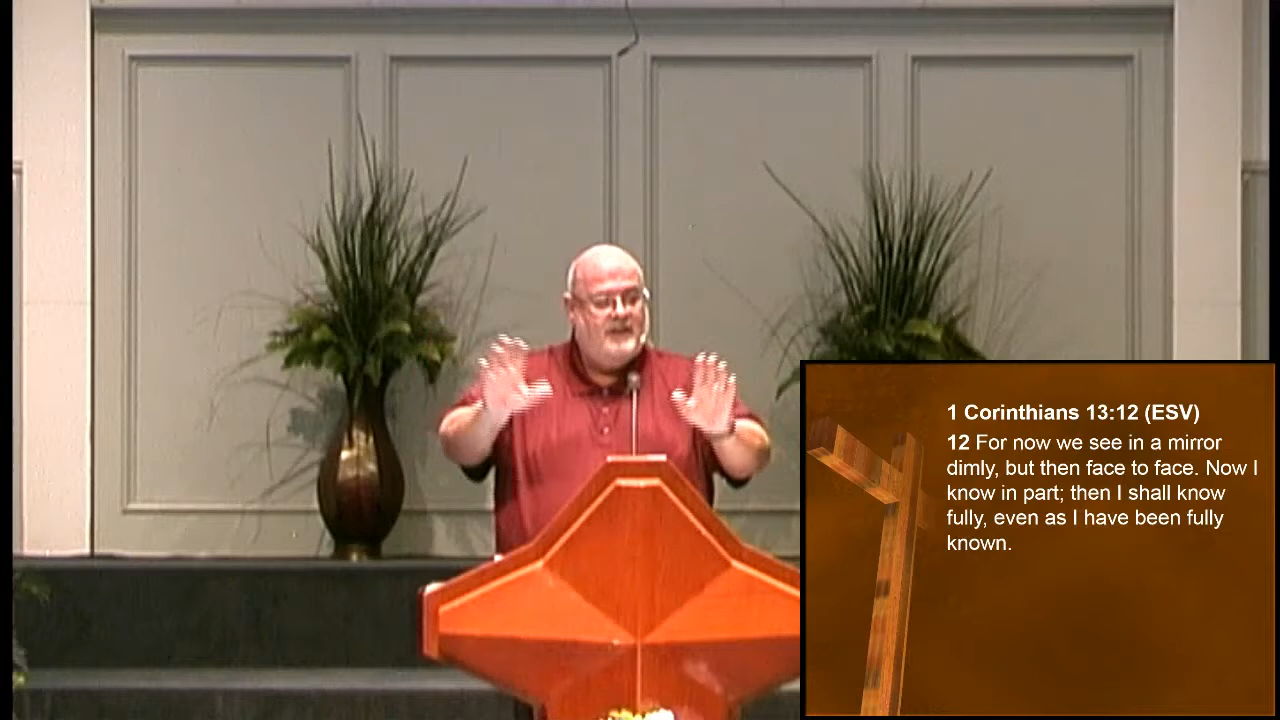 1 Corinthians 13:12 (ESV)
12 For now we see in a mirror
dimly, but then face to face. Now I
know in part; then I shall know
fully, even as I have been fully
known.